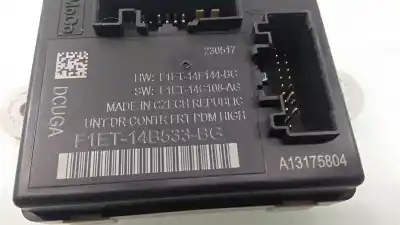 MoCo
230517
HW: F1ET-14F144-BG
SW: F1ET-14C108-AG
MADE IN CZECH REPUBLIC
UNT DR CONTR FRT PDM HIGH
F1ET-14B533-BG
DCUGA
A13175804